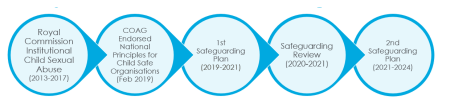 Royal
Commission
Institutional
Child Sexual
Abuse
(2013-2017)
COAG
Endorsed
National
Principles for
Child Safe
Organisations
(Feb 2019)
1st
Safeguarding
Plan
(2019-2021)
Safeguarding
Review
(2020-2021)
2nd
Safeguarding
Plan
(2021-2024)